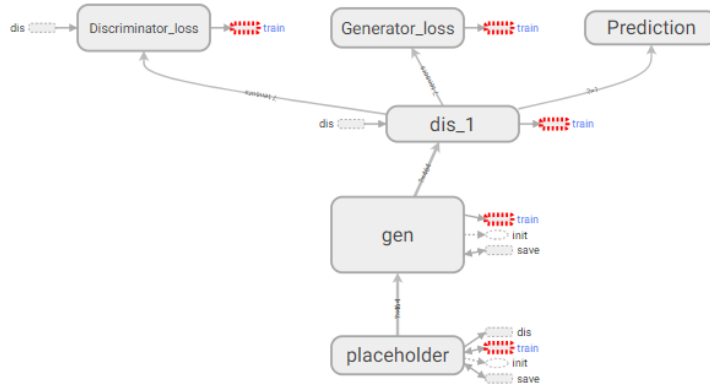 dis
Discriminator_loss
train
Generator_loss
train
Prediction
dis
dis_1
train
gen
train
init
save
placeholder
dis
train
init
save